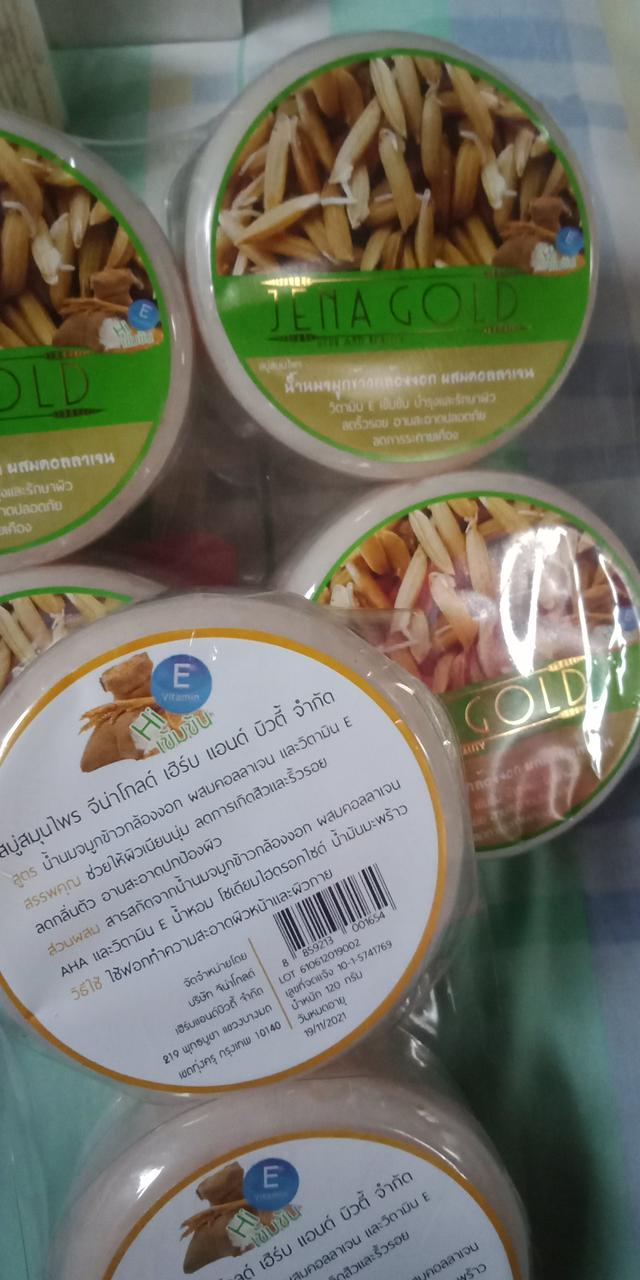 JENA GOLD
HERB AND BEAUTY
สบู่สมุนไพร
น้ำนมจมูกข้าวกล้องงอก ผสมคอลลาเจน
วิตามิน E เข้มข้น บำรุงและรักษาผิว
ลดริ้วรอย อาบสะอาดปลอดภัย
ลดการระคายเคือง
Hi
E
OLD
ผสมคอลลาเจน
GOLD
E
Vitamin
Hi
เข้มข้น
สบู่สมุนไพร จีน่าโกลด์ เฮิร์บ แอนด์ บิวตี้ จำกัด
สูตร น้ำนมจมูกข้าวกล้องงอก ผสมคอลลาเจน และวิตามิน E
สรรพคุณ ช่วยให้ผิวเนียนนุ่ม ลดการเกิดสิวและริ้วรอย
ลดกลิ่นตัว อาบสะอาดปกป้องผิว
ส่วนผสม สารสกัดจากน้ำนมจมูกข้าวกล้องงอก ผสมคอลลาเจน
AHA และวิตามิน E น้ำหอม โซเดียมไฮดรอกไซด์ น้ำมันมะพร้าว
วิธีใช้ ใช้ฟอกทำความสะอาดผิวหน้าและผิวกาย
จัดจำหน่ายโดย
บริษัท จีน่าโกลด์
เฮิร์บแอนด์บิวตี้ จำกัด
219 พุทธบูชา แขวงบางมด
เขตทุ่งครุ กรุงเทพ 10140
8 859213 001654
LOT 610612019002
เลขที่จดแจ้ง 10-1-5741769
น้ำหนัก 120 กรัม
วันหมดอายุ
19/11/2021
E
Vitamin
Hi
เข้มข้น
โกลด์ เฮิร์บ แอนด์ บิวตี้ จำกัด
ผสมคอลลาเจน และวิตามิน E